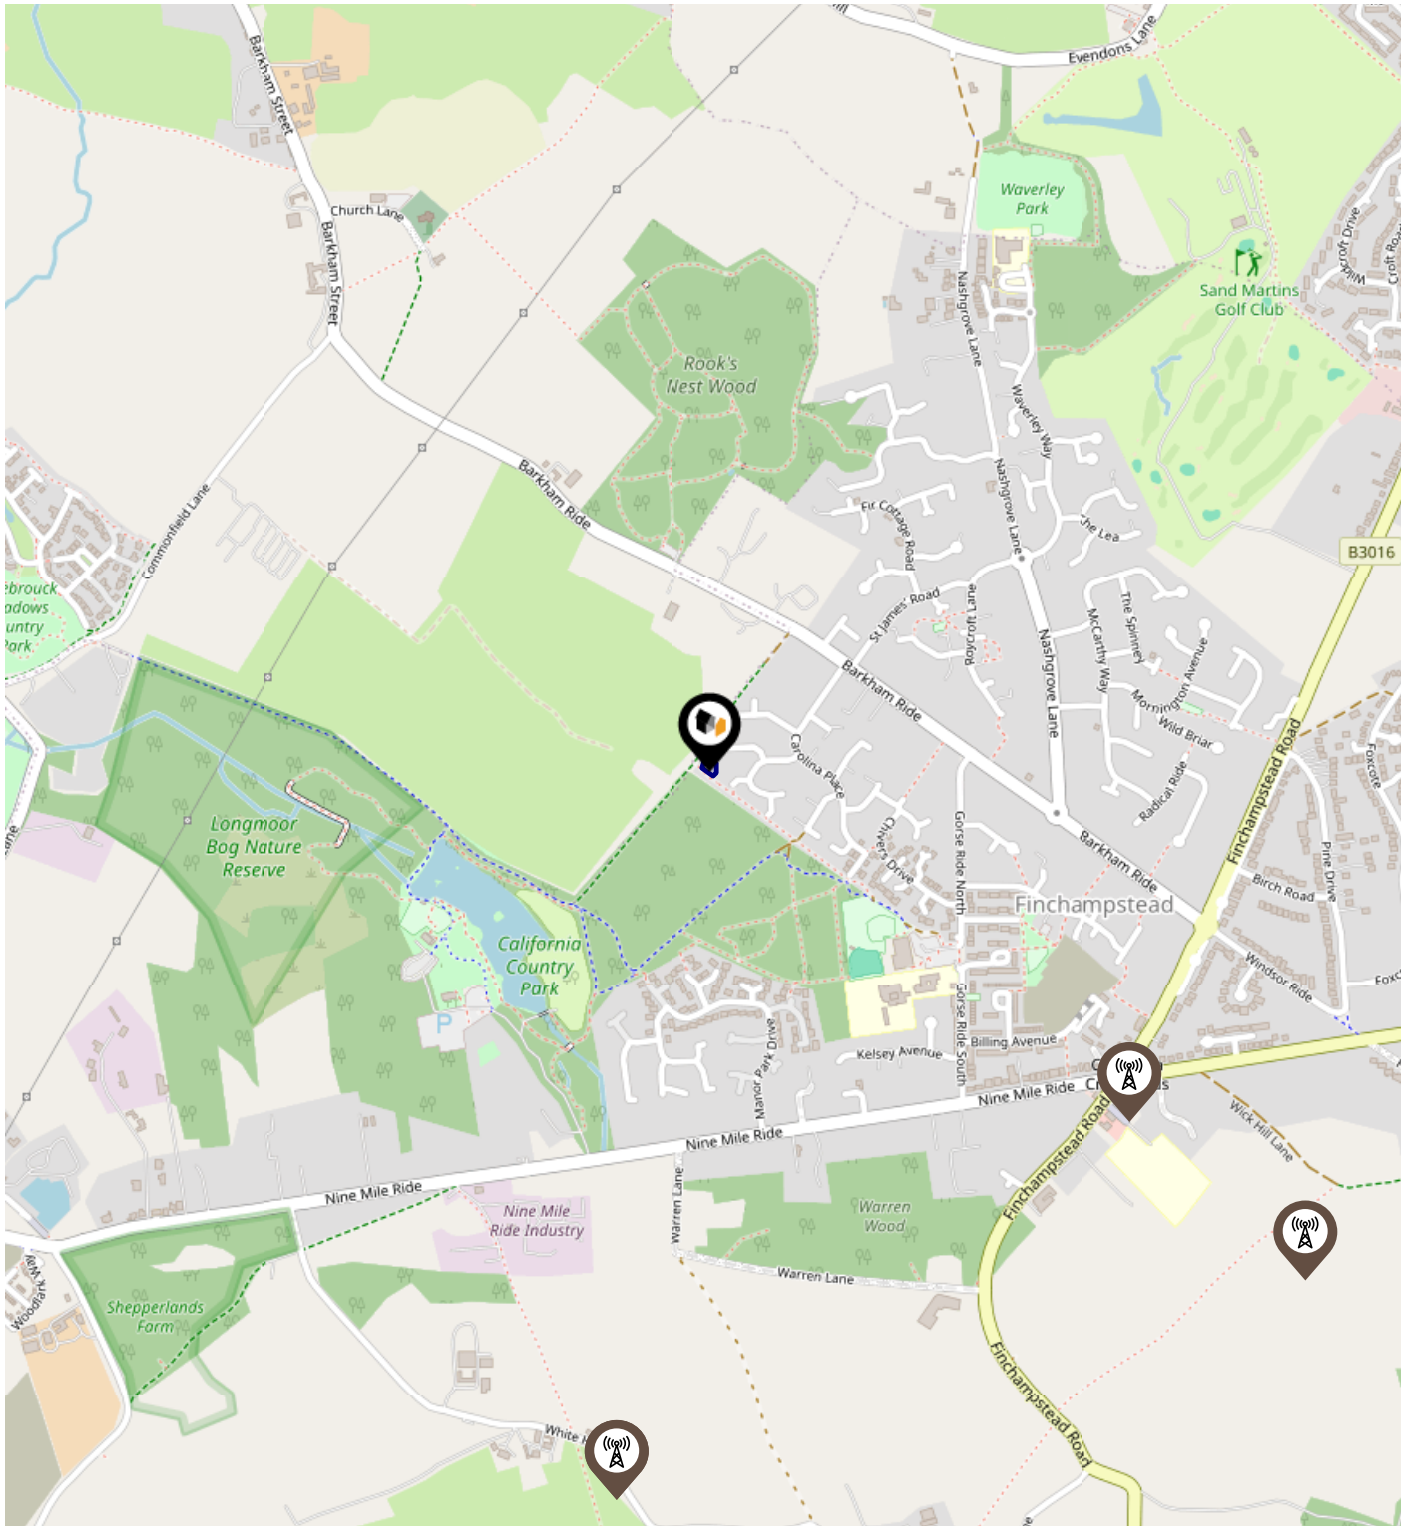 Evendons Lane
Barkham Street
Waverley
Park
Church Lane
Barkham Street
Wildcroft Drive
Sand Martins
Golf Club
Nashgrove Lane
Rook's
Nest Wood
Waverley Way
Barkham Ride
Nashgrove Lane
Commonfield Lane
Fir Cottage Road
The Lea
B3016
St James' Road
Roycroft Lane
The Spinney
McCarthy Way
Nashgrove Lane
Mornington Avenue
Barkham Ride
Wild Briar
Carolina Place
Radical Ride
Finchampstead Road
Foxcote
Longmoor
Bog Nature
Reserve
Chivers Drive
Gorse Ride North
Barkham Ride
Pine Drive
Birch Road
Finchampstead
California
Country
Park
Windsor Ride
P
Gorse Ride South
Billing Avenue
Kelsey Avenue
Manor Park Drive
Nine Mile Ride
Nine Mile Ride
Finchampstead Road
Wick Hill Lane
Nine Mile Ride
Warren Lane
Nine Mile
Ride Industry
Warren
Wood
Warren Lane
Woodlark Way
Shepperlands
Farm
Finchampstead Road
White